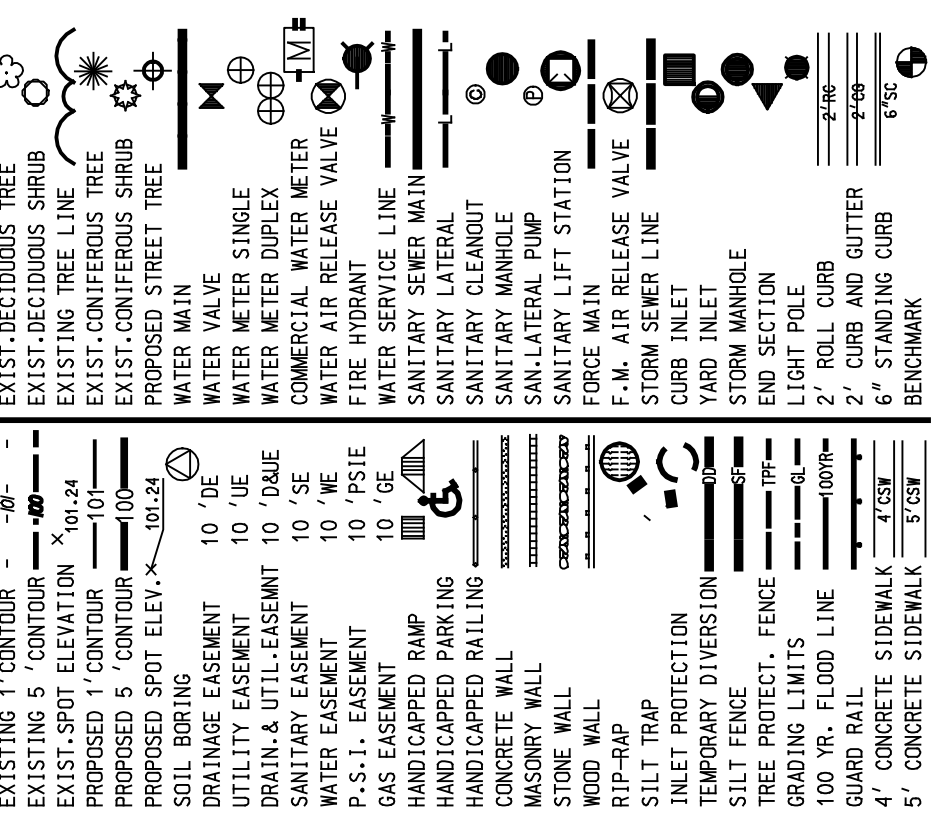 EXISTING 1'CONTOUR -101-
EXISTING 5 'CONTOUR -100
EXIST.SPOT ELEVATION ×101.24
PROPOSED 1'CONTOUR 101
PROPOSED 5 'CONTOUR 100
PROPOSED SPOT ELEV. 101.24
SOIL BORING
DRAINAGE EASEMENT 10 'DE
UTILITY EASEMENT 10 'UE
DRAIN.& UTIL.EASEMNT 10 'D&UE
SANITARY EASEMENT 10 'SE
WATER EASEMENT 10 'WE
P.S.I. EASEMENT 10 'PSIE
GAS EASEMENT 10 'GE
HANDICAPPED RAMP
HANDICAPPED PARKING
HANDICAPPED RAILING
CONCRETE WALL
MASONRY WALL
STONE WALL
WOOD WALL
RIP-RAP
SILT TRAP
INLET PROTECTION
TEMPORARY DIVERSION DD
SILT FENCE SF
TREE PROTECT. FENCE TPF
GRADING LIMITS GL
100 YR. FLOOD LINE 100YR
GUARD RAIL
4' CONCRETE SIDEWALK 4'CSW
5' CONCRETE SIDEWALK 5'CSW
EXIST.DECIDUOUS TREE
EXIST.DECIDUOUS SHRUB
EXISTING TREE LINE
EXIST.CONIFEROUS TREE
EXIST.CONIFEROUS SHRUB
PROPOSED STREET TREE
WATER MAIN
WATER VALVE
WATER METER SINGLE
WATER METER DUPLEX
COMMERCIAL WATER METER M
WATER AIR RELEASE VALVE
FIRE HYDRANT
WATER SERVICE LINE W W
SANITARY SEWER MAIN
SANITARY LATERAL L L
SANITARY CLEANOUT C
SANITARY MANHOLE
SAN.LATERAL PUMP P
SANITARY LIFT STATION
FORCE MAIN
F.M. AIR RELEASE VALVE
STORM SEWER LINE
CURB INLET
YARD INLET
STORM MANHOLE
END SECTION
LIGHT POLE
2' ROLL CURB 2'RC
2' CURB AND GUTTER 2'CG
6" STANDING CURB 6"SC
BENCHMARK